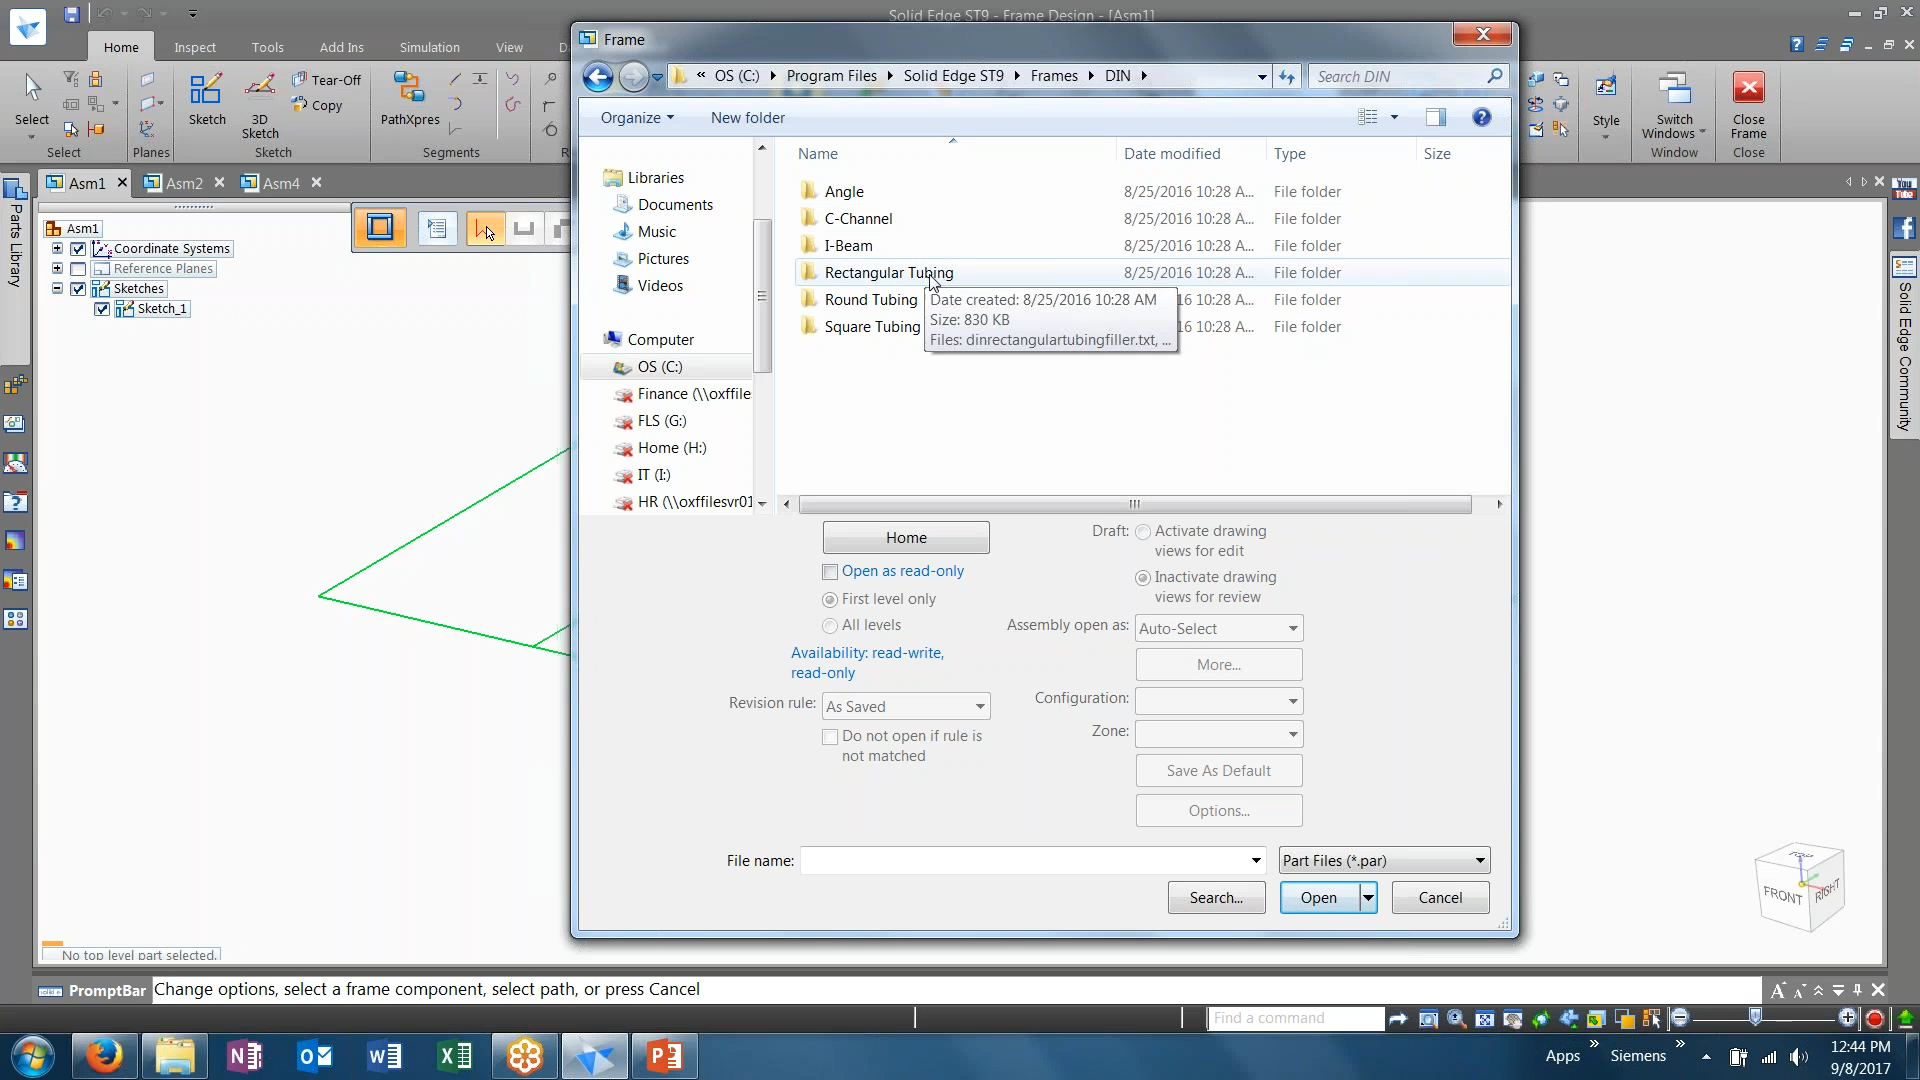 Solid Edge ST9 - Frame Design - [Asm1]
Home
Inspect
Tools
Add Ins
Simulation
View
Select
Select
Planes
Sketch
3D
Sketch
Tear-Off
Copy
Sketch
PathXpres
Segments
Style
Switch
Windows
Window
Close
Frame
Close
Asm1
Asm2
Asm4
Parts Library
Asm1
Coordinate Systems
Reference Planes
Sketches
Sketch_1
Frame
« OS (C:)
Program Files
Solid Edge ST9
Frames
DIN
Search DIN
Organize
New folder
Name
Date modified
Type
Size
Libraries
Documents
Music
Pictures
Videos
Computer
OS (C:)
Finance (\\oxffiles
FLS (G:)
Home (H:)
IT (I:)
HR (\\oxffilesvr01
Angle 8/25/2016 10:28 A... File folder
C-Channel 8/25/2016 10:28 A... File folder
I-Beam 8/25/2016 10:28 A... File folder
Rectangular Tubing 8/25/2016 10:28 A... File folder
Round Tubing 16 10:28 A... File folder
Square Tubing 16 10:28 A... File folder
Date created: 8/25/2016 10:28 AM
Size: 830 KB
Files: dinrectangulartubingfiller.txt, ...
Home
Open as read-only
First level only
All levels
Availability: read-write,
read-only
Revision rule: As Saved
Do not open if rule is
not matched
Draft: Activate drawing
views for edit
Inactivate drawing
views for review
Assembly open as: Auto-Select
More...
Configuration:
Zone:
Save As Default
Options...
File name:
Part Files (*.par)
Search...
Open
Cancel
You
Tube
Solid Edge Community
TOP
FRONT
RIGHT
No top level part selected.
PromptBar
Change options, select a frame component, select path, or press Cancel
Find a command
Apps
Siemens
12:44 PM
9/8/2017